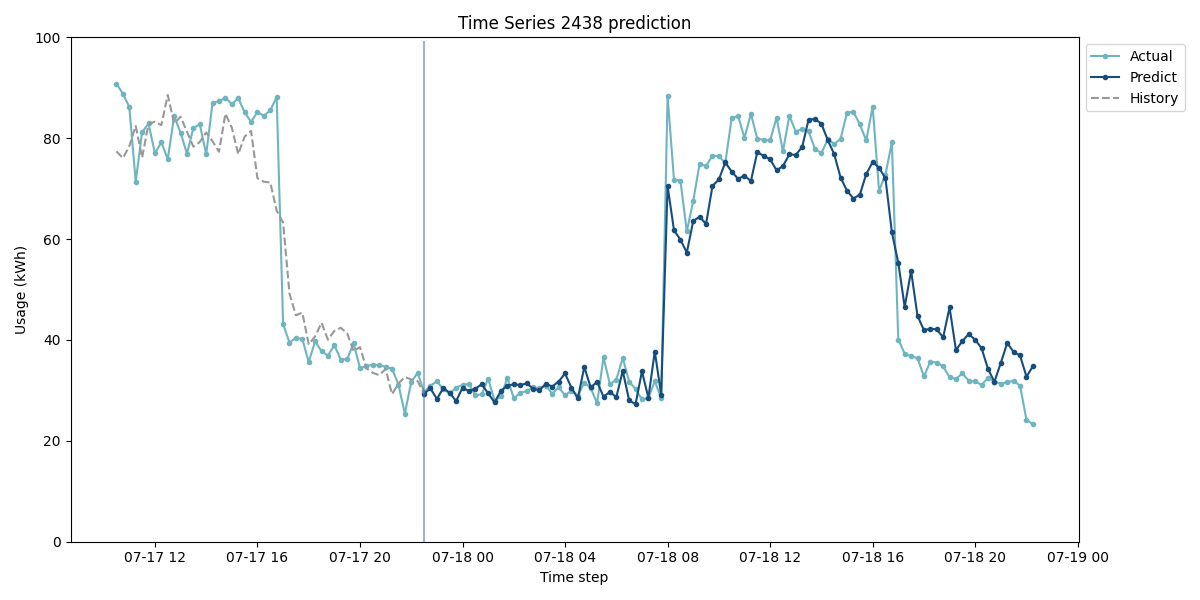 Time Series 2438 prediction
Usage (kWh)
100
80
60
40
20
0
07-17 12
07-17 16
07-17 20
07-18 00
07-18 04
07-18 08
07-18 12
07-18 16
07-18 20
07-19 00
Time step
Actual
Predict
History